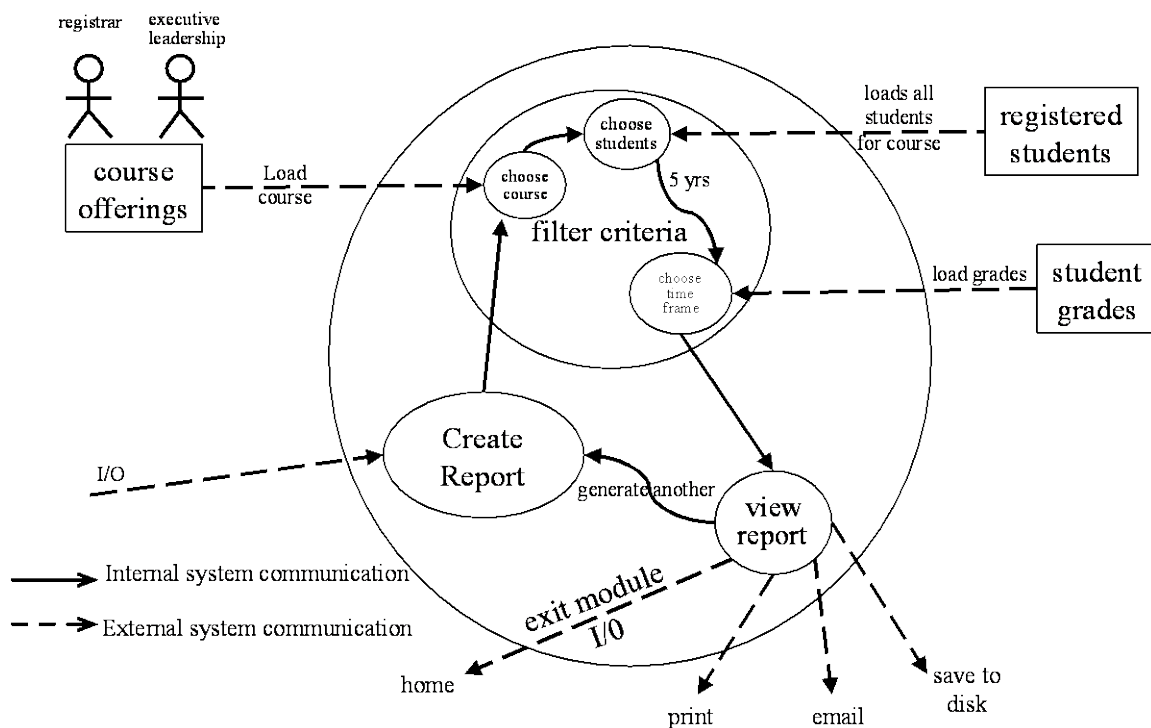 registrar
executive
leadership
course
offerings
Load
course
choose
students
choose
course
5 yrs
filter criteria
choose
time
frame
loads all
students
for course
registered
students
load grades
student
grades
Create
Report
I/O
generate another
view
report
Internal system communication
External system communication
exit module
I/0
home
print
email
save to
disk